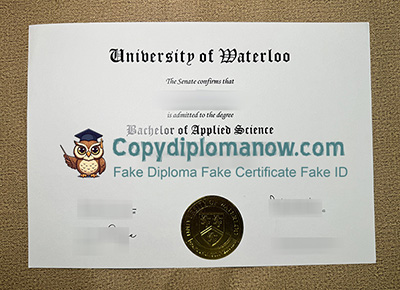 University of Waterloo
The Senate confirms that
is admitted to the degree
Bachelor of Applied Science
Copydiplomanow.com
Fake Diploma Fake Certificate Fake ID